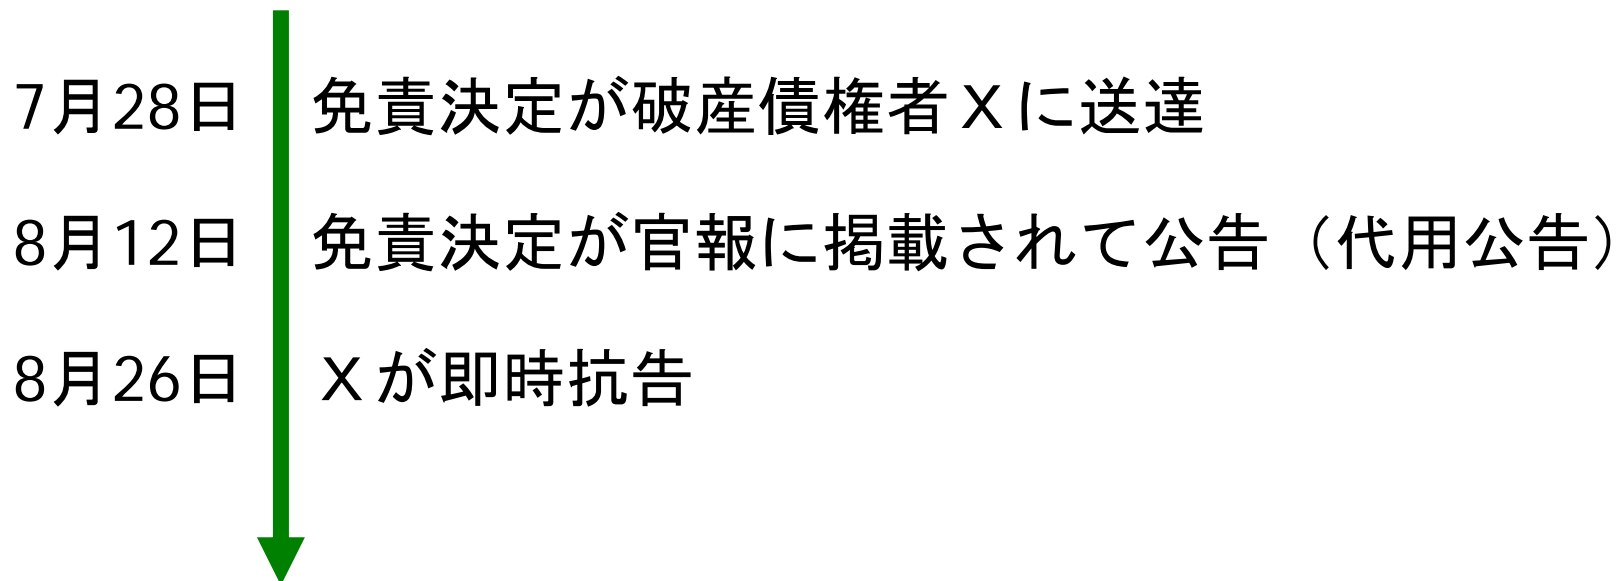 7月28日 免責決定が破産債権者Xに送達
8月12日 免責決定が官報に掲載されて公告（代用公告）
8月26日 Xが即時抗告